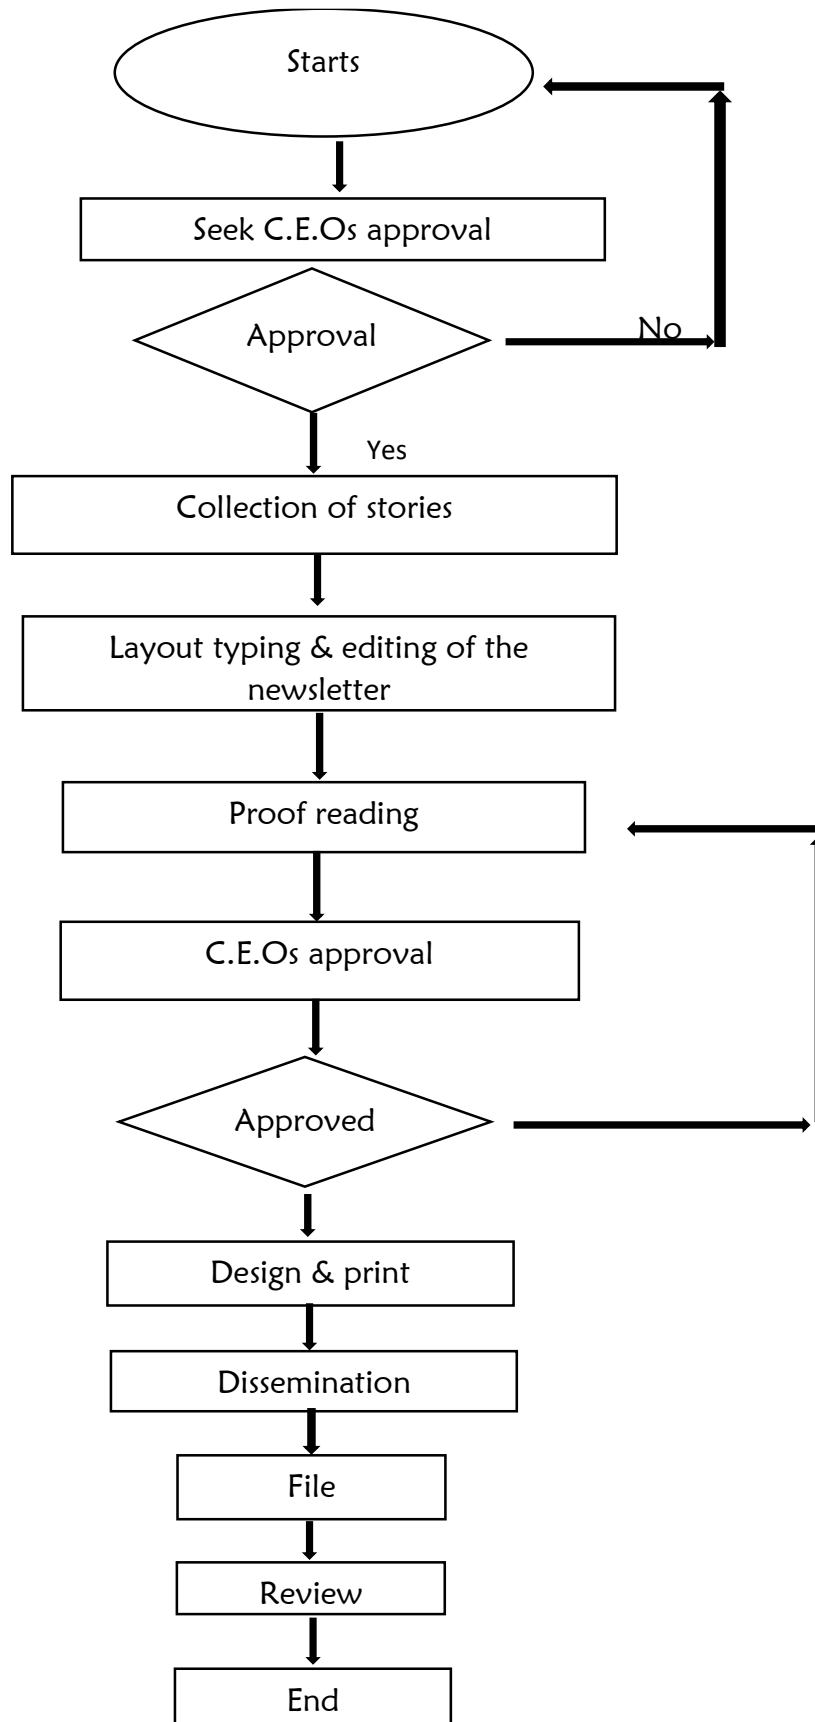 Starts
Seek C.E.Os approval
Approval
No
Yes
Collection of stories
Layout typing & editing of the
newsletter
Proof reading
C.E.Os approval
Approved
Design & print
Dissemination
File
Review
End